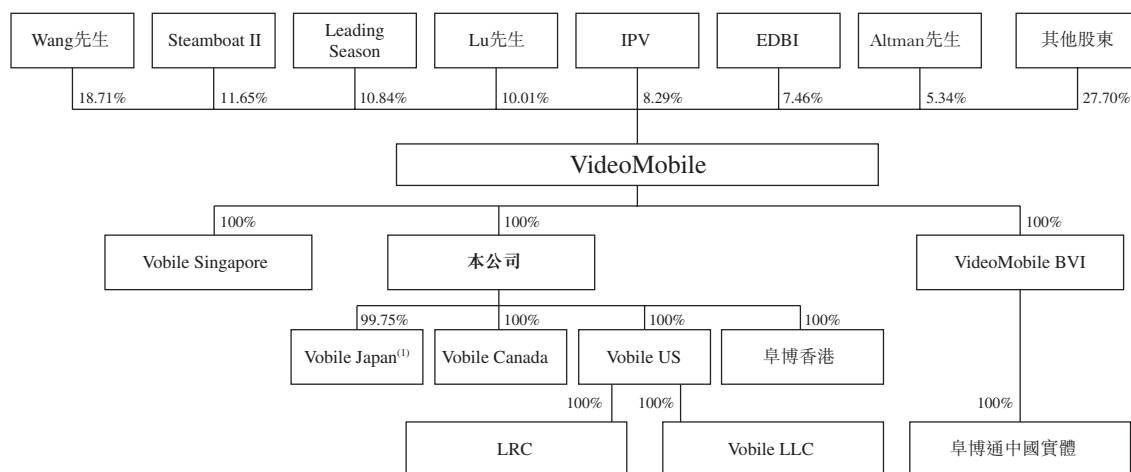 Wang先生
Steamboat II
Leading
Season
Lu先生
IPV
EDBI
Altman先生
其他股東
18.71%
11.65%
10.84%
10.01%
8.29%
7.46%
5.34%
27.70%
VideoMobile
100%
100%
100%
Vobile Singapore
本公司
VideoMobile BVI
99.75%
100%
100%
100%
Vobile Japan(1)
Vobile Canada
Vobile US
阜博香港
100%
100%
100%
LRC
Vobile LLC
阜博通中國實體